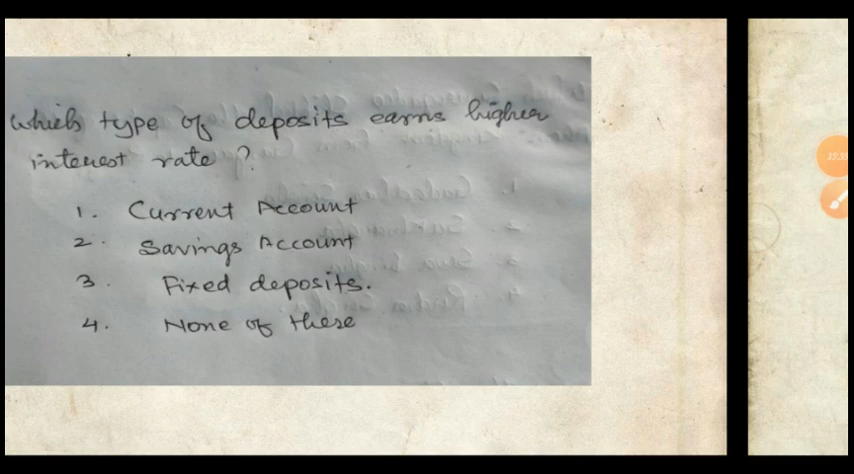 Which type of deposits earns higher
interest rate ?
1. Current Account
2. Savings Account
3. Fixed deposits.
4. None of these